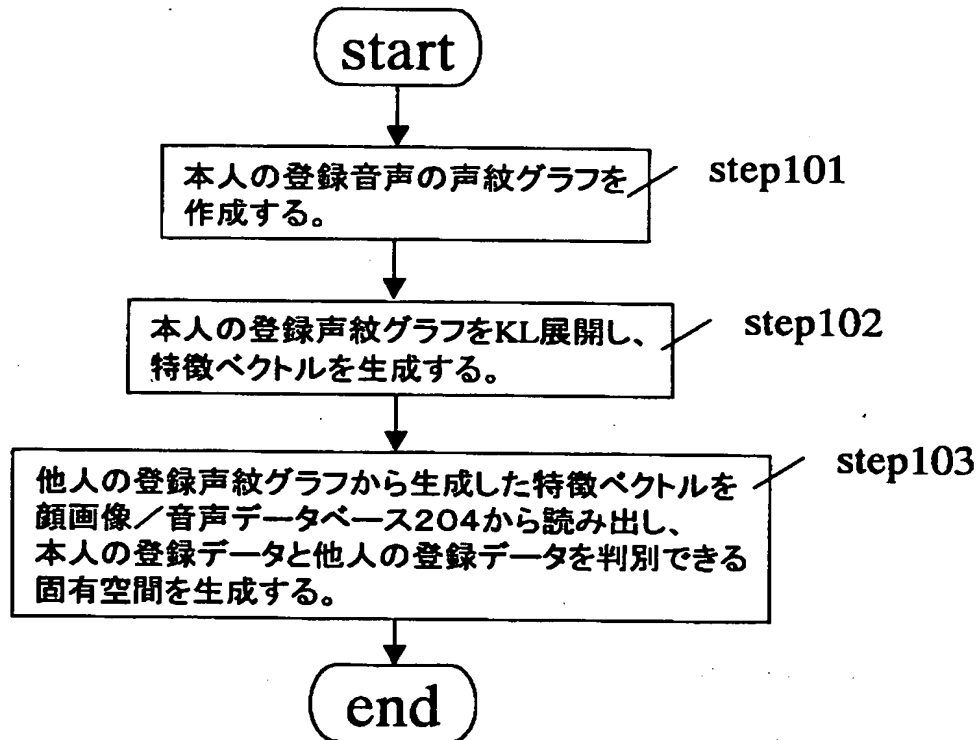 start
本人の登録音声の声紋グラフを
作成する。
step101
本人の登録声紋グラフをKL展開し、
特徴ベクトルを生成する。
step102
他人の登録声紋グラフから生成した特徴ベクトルを
顔画像／音声データベース204から読み出し、
本人の登録データと他人の登録データを判別できる
固有空間を生成する。
step103
end